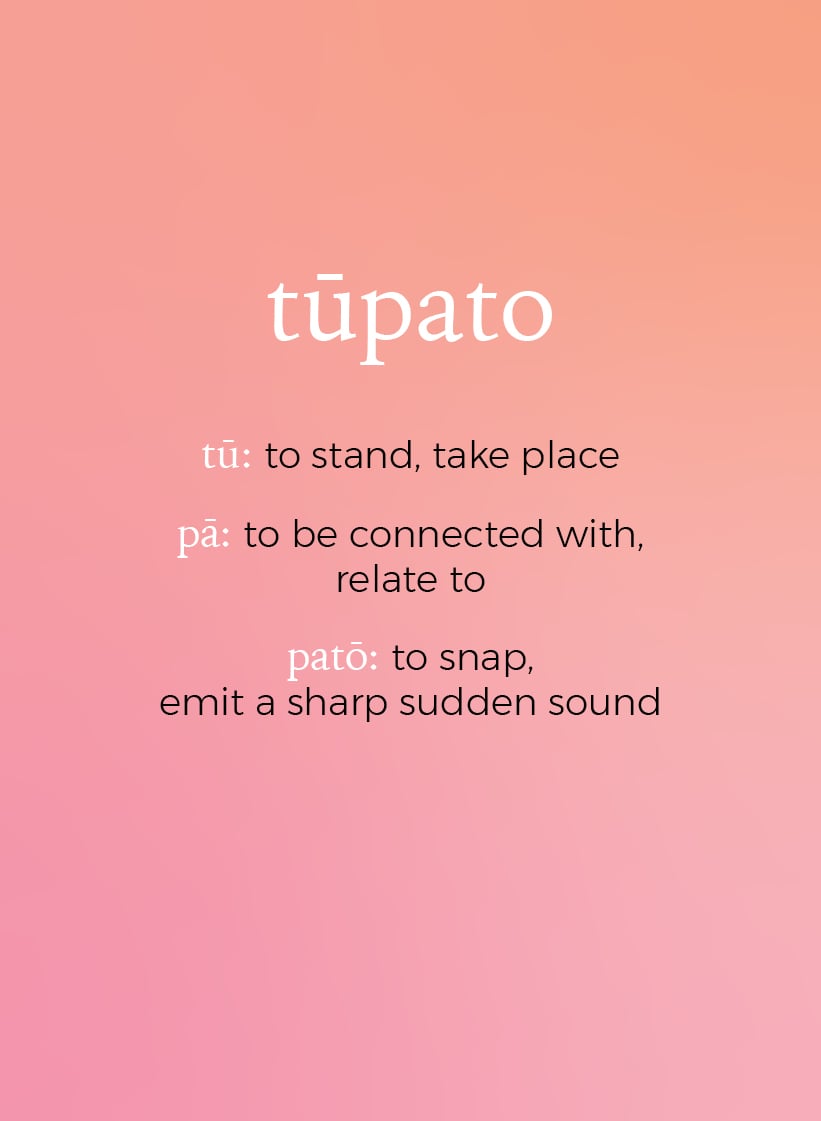 tūpato
tū: to stand, take place
pā: to be connected with,
relate to
patō: to snap,
emit a sharp sudden sound